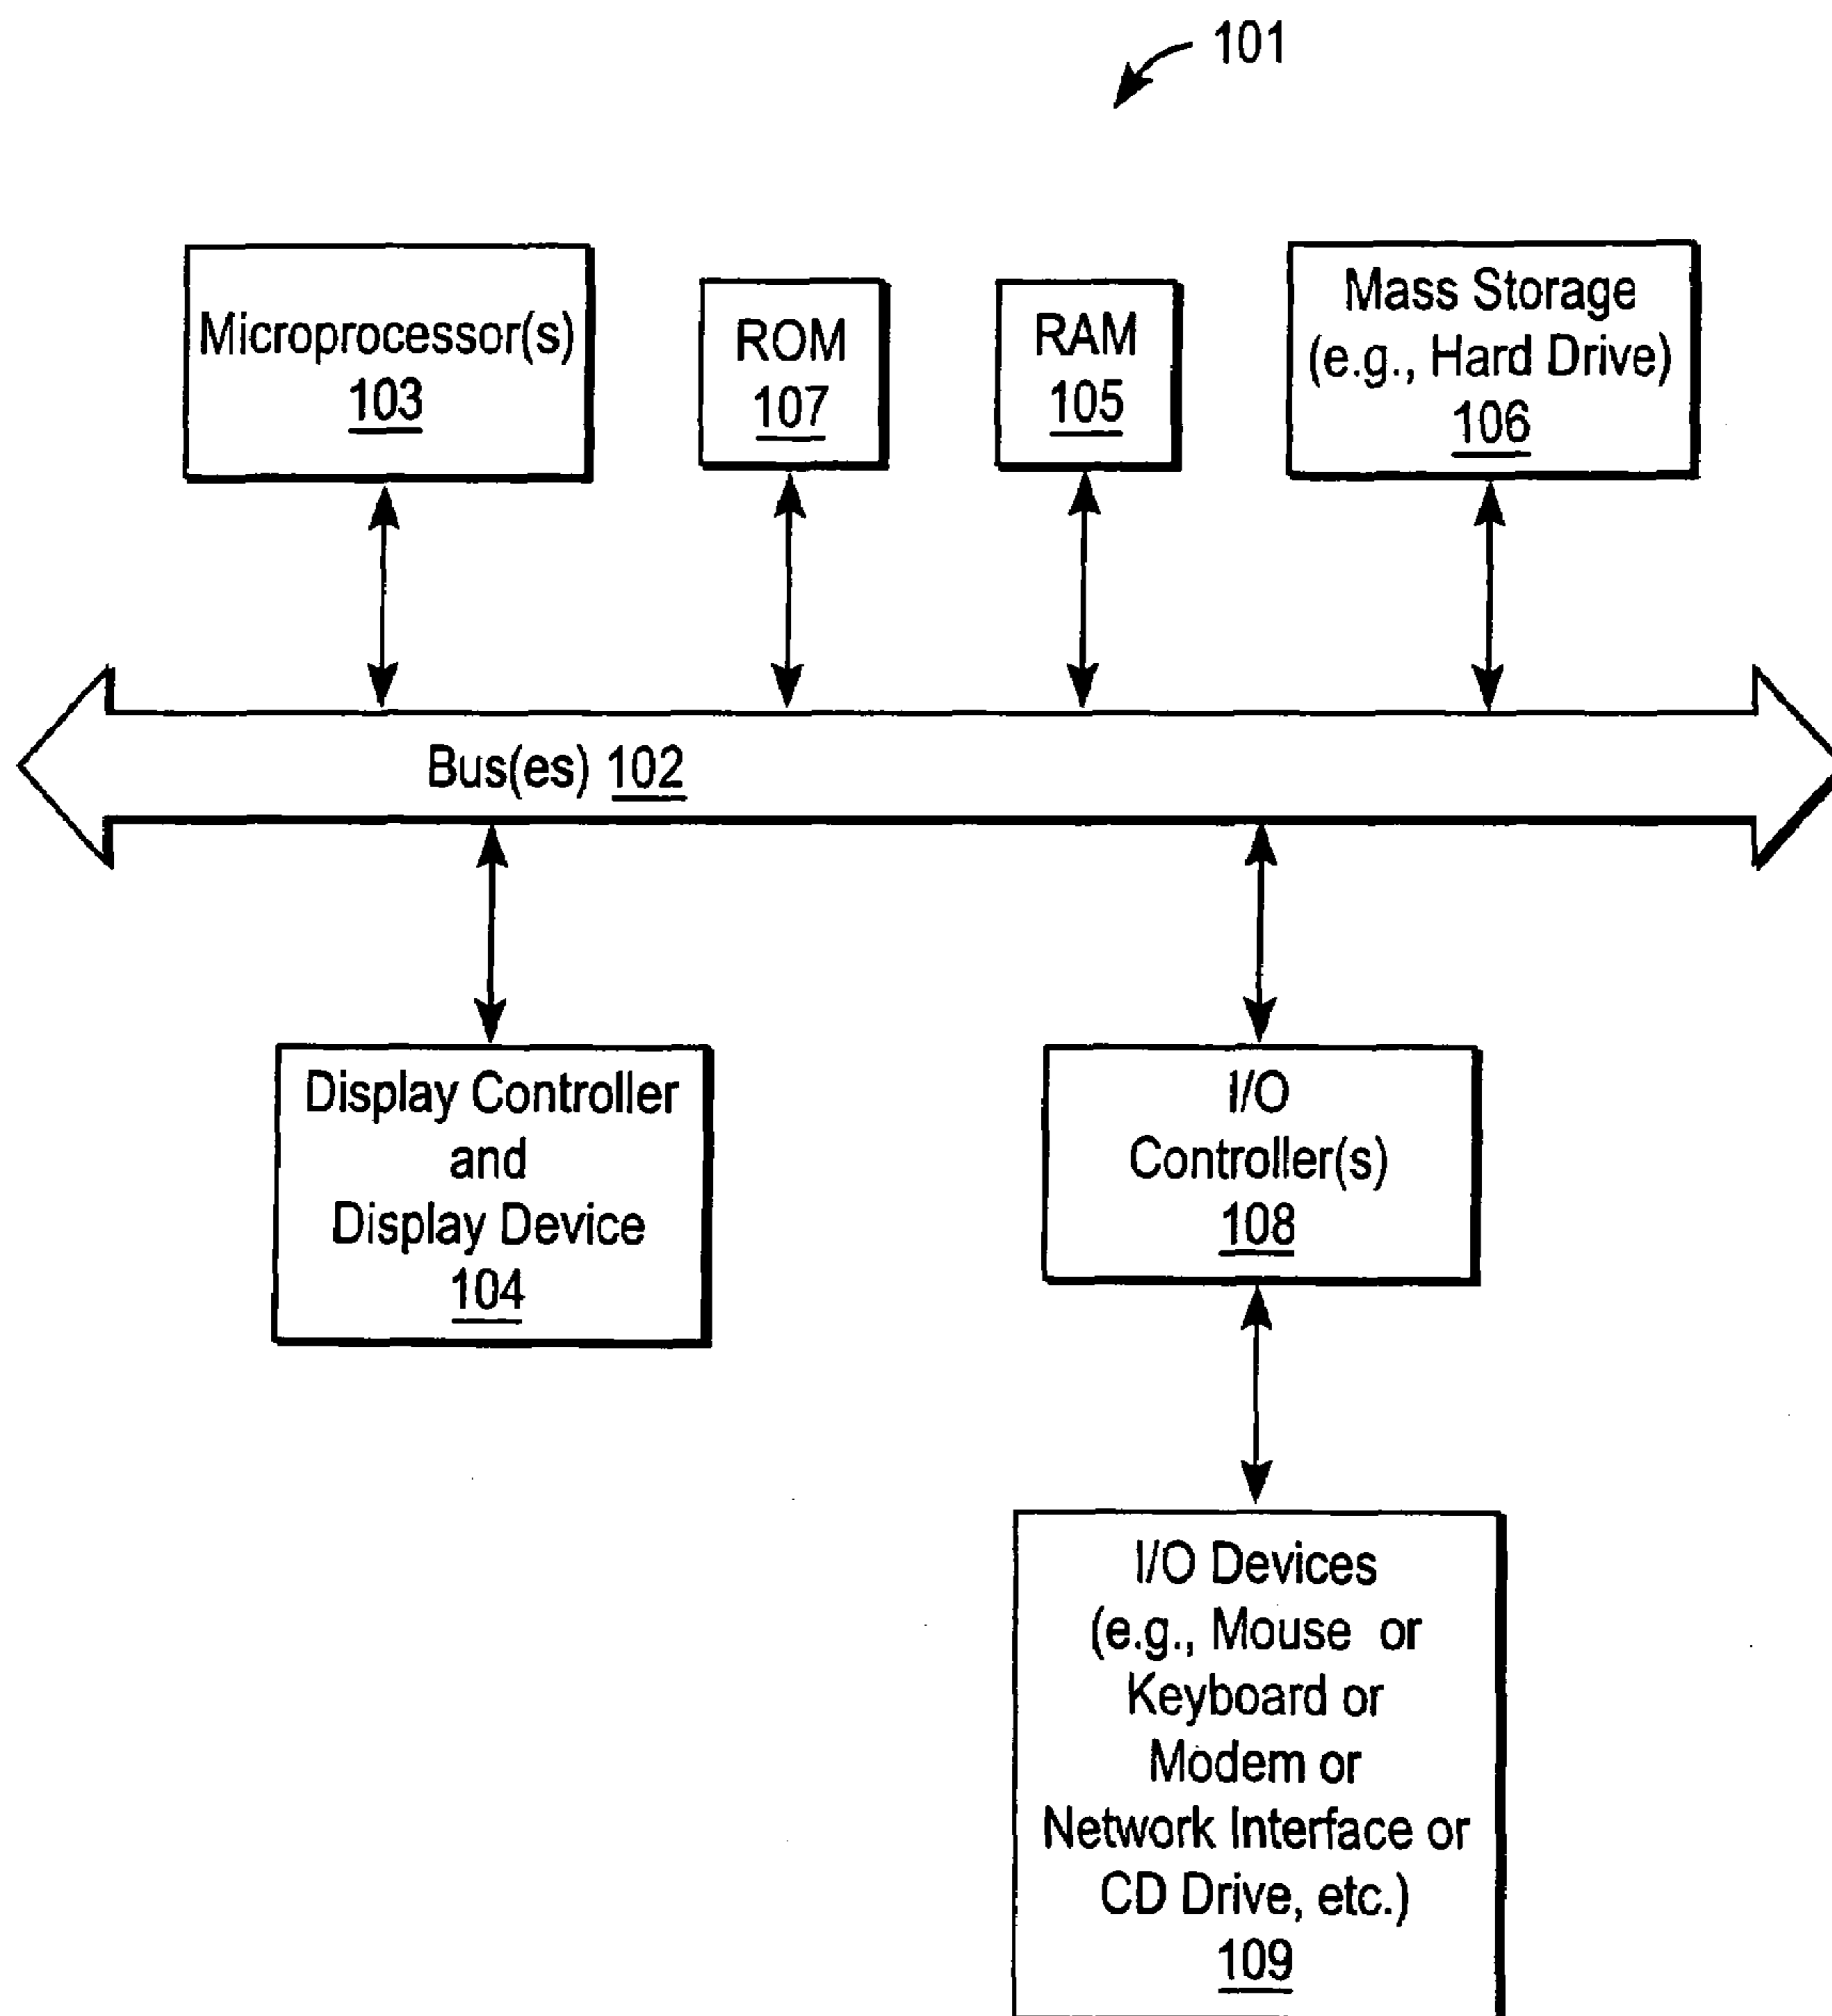 101
Microprocessor(s)
103
ROM
107
RAM
105
Mass Storage
(e.g., Hard Drive)
106
Bus(es) 102
Display Controller
and
Display Device
104
I/O
Controller(s)
108
I/O Devices
(e.g., Mouse or
Keyboard or
Modem or
Network Interface or
CD Drive, etc.)
109